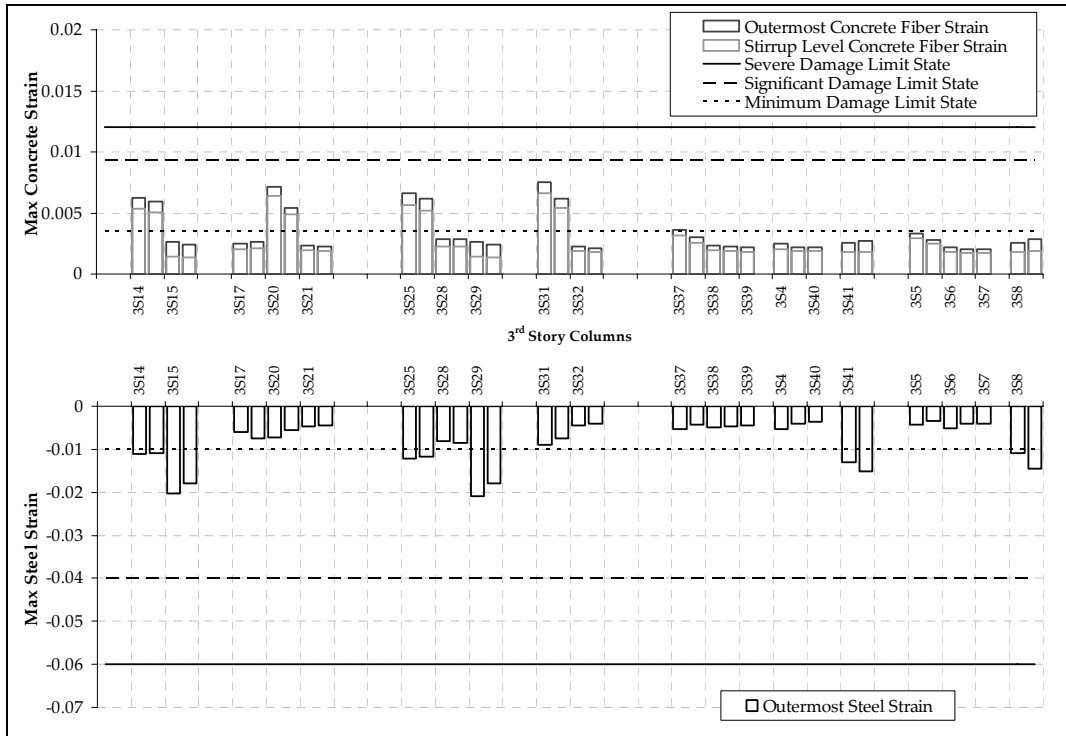 0.02
0.015
0.01
0.005
0
Max Concrete Strain
Outermost Concrete Fiber Strain
Stirrup Level Concrete Fiber Strain
Severe Damage Limit State
Significant Damage Limit State
Minimum Damage Limit State
3S14
3S15
3S17
3S20
3S21
3S25
3S28
3S29
3S31
3S32
3S37
3S38
3S39
3S4
3S40
3S41
3S5
3S6
3S7
3S8
3rd Story Columns
3S14
3S15
3S17
3S20
3S21
3S25
3S28
3S29
3S31
3S32
3S37
3S38
3S39
3S4
3S40
3S41
3S5
3S6
3S7
3S8
0
-0.01
-0.02
-0.03
-0.04
-0.05
-0.06
-0.07
Max Steel Strain
Outermost Steel Strain